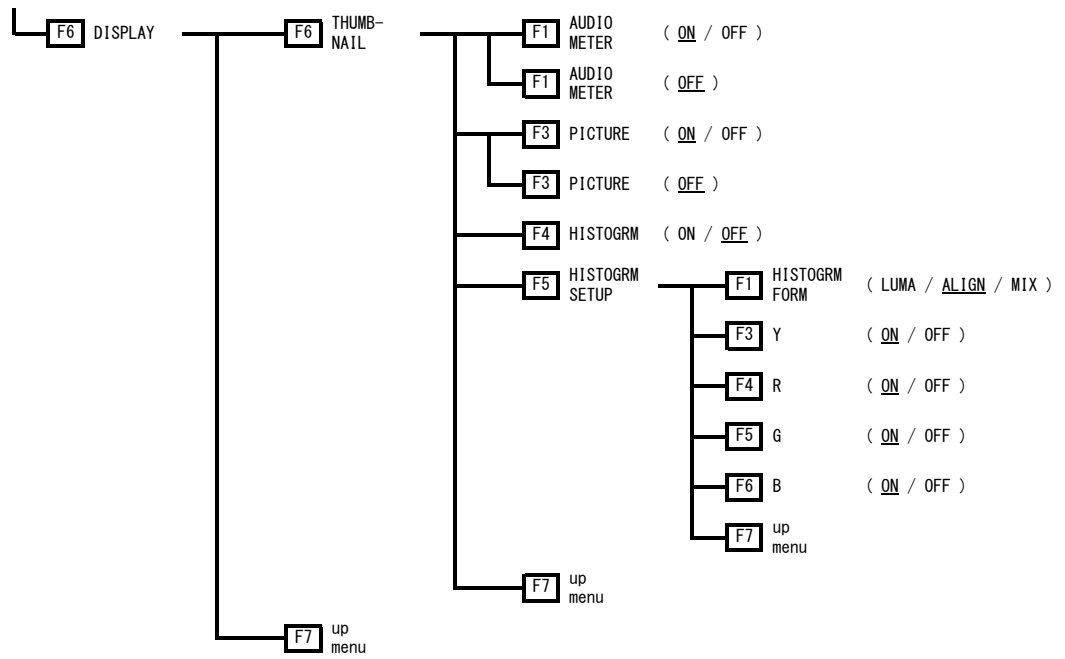 F6 DISPLAY F6 THUMB-
NAIL F1 AUDIO
METER ( ON / OFF )
F1 AUDIO
METER ( OFF )
F3 PICTURE ( ON / OFF )
F3 PICTURE ( OFF )
F4 HISTOGRM ( ON / OFF )
F5 HISTOGRM
SETUP F1 HISTOGRM
FORM ( LUMA / ALIGN / MIX )
F3 Y ( ON / OFF )
F4 R ( ON / OFF )
F5 G ( ON / OFF )
F6 B ( ON / OFF )
F7 up
menu
F7 up
menu
F7 up
menu